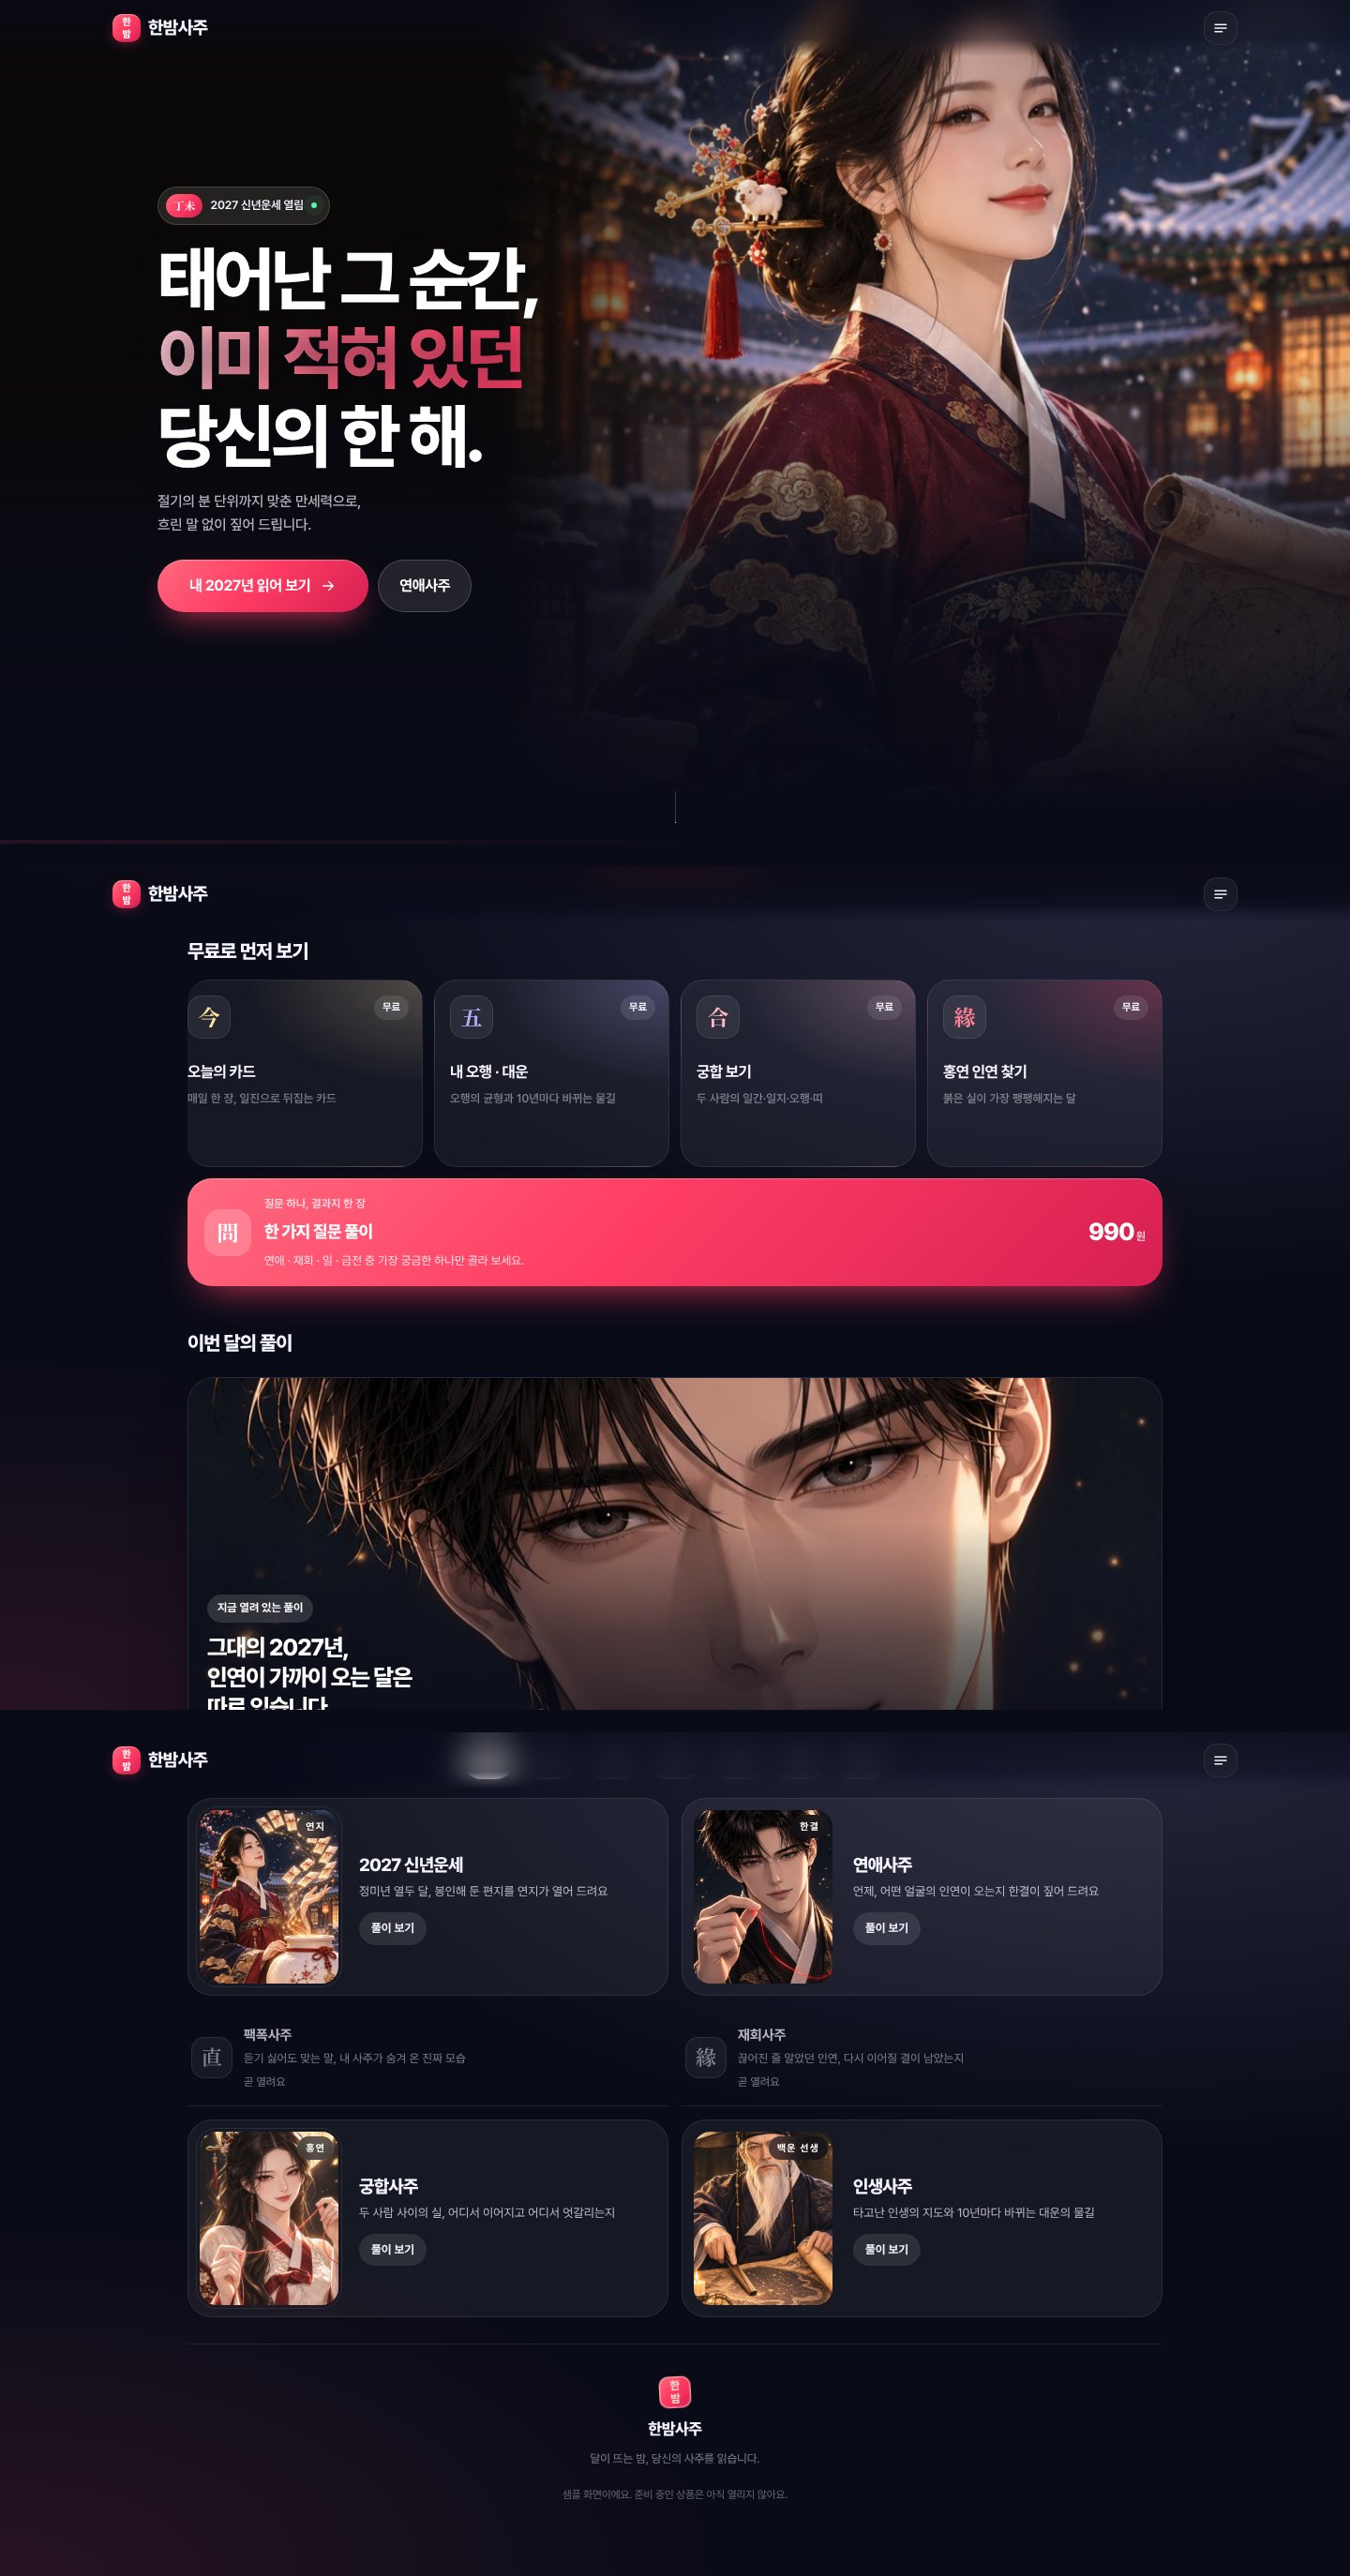 한밤
한밤사주
丁未 2027 신년운세 열림
태어난 그 순간,
이미 적혀 있던
당신의 한 해.
절기의 분 단위까지 맞춘 만세력으로,
흐린 말 없이 짚어 드립니다.
내 2027년 읽어 보기 →
연애사주
한밤
한밤사주
무료로 먼저 보기
今
무료
오늘의 카드
매일 한 장, 일진으로 뒤집는 카드
五
무료
내 오행 · 대운
오행의 균형과 10년마다 바뀌는 물길
合
무료
궁합 보기
두 사람의 일간·일지·오행·띠
緣
무료
홍연 인연 찾기
붉은 실이 가장 팽팽해지는 달
問
질문 하나, 결과지 한 장
한 가지 질문 풀이
연애 · 재회 · 일 · 금전 중 가장 궁금한 하나만 골라 보세요.
990원
이번 달의 풀이
지금 열려 있는 풀이
그대의 2027년,
인연이 가까이 오는 달은
따로 있습니다
한밤
한밤사주
연지
2027 신년운세
정미년 열두 달, 봉인해 둔 편지를 연지가 열어 드려요
풀이 보기
한결
연애사주
언제, 어떤 얼굴의 인연이 오는지 한결이 짚어 드려요
풀이 보기
直
팩폭사주
듣기 싫어도 맞는 말, 내 사주가 숨겨 온 진짜 모습
곧 열려요
緣
재회사주
끊어진 줄 알았던 인연, 다시 이어질 결이 남았는지
곧 열려요
홍연
궁합사주
두 사람 사이의 실, 어디서 이어지고 어디서 엇갈리는지
풀이 보기
백운 선생
인생사주
타고난 인생의 지도와 10년마다 바뀌는 대운의 물길
풀이 보기
한밤
한밤사주
달이 뜨는 밤, 당신의 사주를 읽습니다.
샘플 화면이에요. 준비 중인 상품은 아직 열리지 않아요.